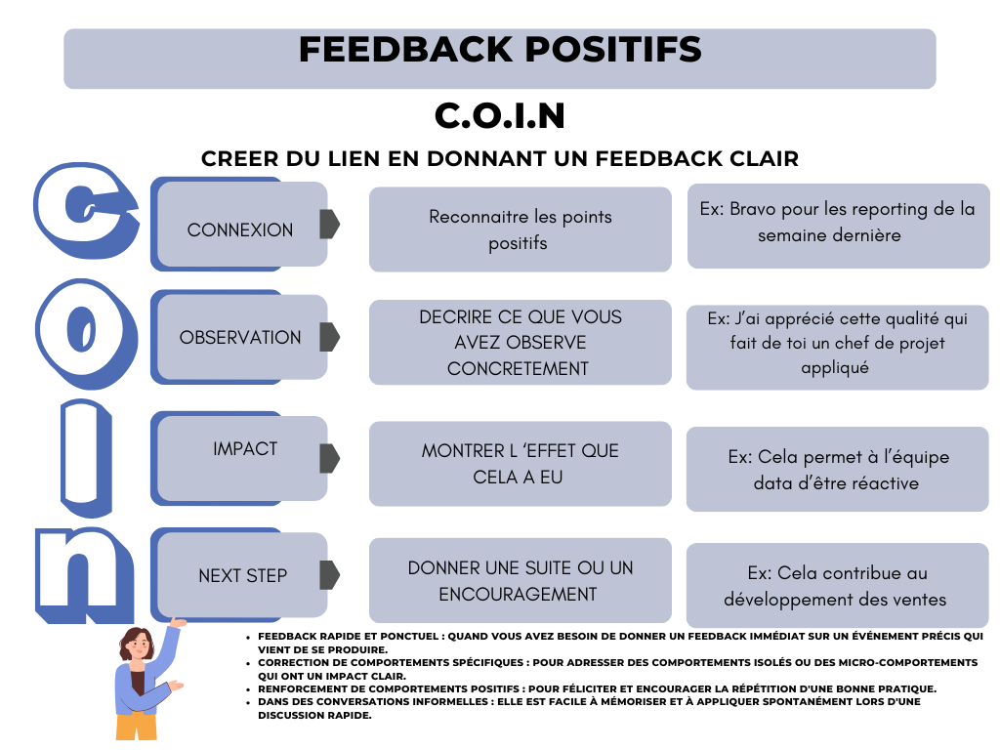 FEEDBACK POSITIFS
C.O.I.N
CREER DU LIEN EN DONNANT UN FEEDBACK CLAIR
C
CONNEXION
Reconnaitre les points
positifs
Ex: Bravo pour les reporting de la
semaine dernière
O
OBSERVATION
DECRIRE CE QUE VOUS
AVEZ OBSERVE
CONCRETEMENT
Ex: J'ai apprécié cette qualité qui
fait de toi un chef de projet
appliqué
I
IMPACT
MONTRER L 'EFFET QUE
CELA A EU
Ex: Cela permet à l'équipe
data d'être réactive
n
NEXT STEP
DONNER UNE SUITE OU UN
ENCOURAGEMENT
Ex: Cela contribue au
développement des ventes
• FEEDBACK RAPIDE ET PONCTUEL : QUAND VOUS AVEZ BESOIN DE DONNER UN FEEDBACK IMMÉDIAT SUR UN ÉVÉNEMENT PRÉCIS QUI
VIENT DE SE PRODUIRE.
• CORRECTION DE COMPORTEMENTS SPÉCIFIQUES : POUR ADRESSER DES COMPORTEMENTS ISOLÉS OU DES MICRO-COMPORTEMENTS
QUI ONT UN IMPACT CLAIR.
• RENFORCEMENT DE COMPORTEMENTS POSITIFS : POUR FÉLICITER ET ENCOURAGER LA RÉPÉTITION D'UNE BONNE PRATIQUE.
• DANS DES CONVERSATIONS INFORMELLES : ELLE EST FACILE À MÉMORISER ET À APPLIQUER SPONTANÉMENT LORS D'UNE
DISCUSSION RAPIDE.